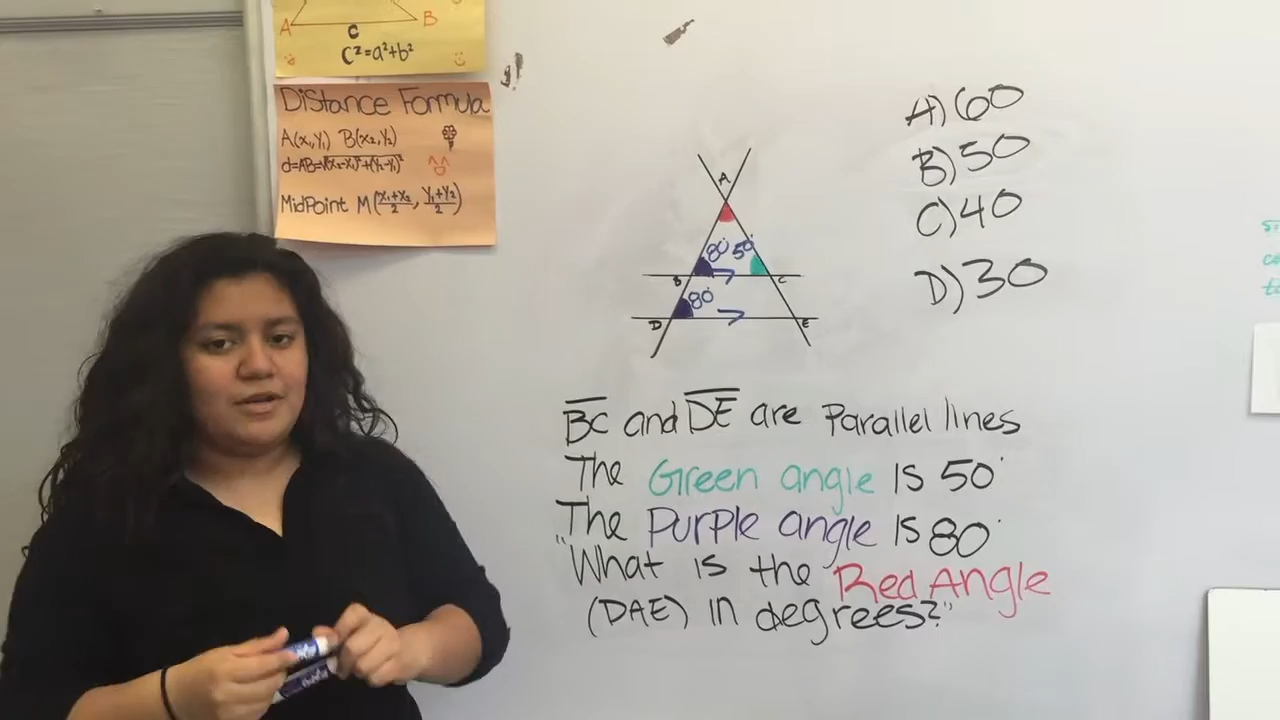 A C B
C²=a²+b²
Distance Formula
A(x₁,y₁) B(x₂,y₂)
d=AB=√(x₂-x₁)²+(y₂-y₁)²
MidPoint M(x₁+x₂/2, y₁+y₂/2)
A
80° 50°
B C
80°
D E
A) 60
B) 50
C) 40
D) 30
BC and DE are Parallel lines
The Green angle is 50°
The Purple angle is 80°
"What is the Red Angle
(DAE) in degrees?"